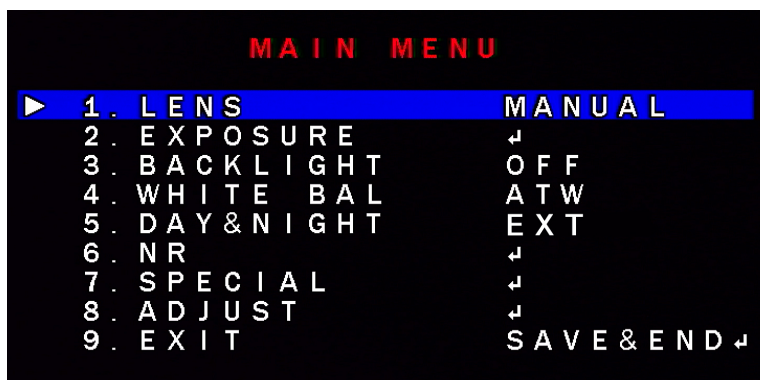 MAIN MENU
1. LENS MANUAL
2. EXPOSURE ↲
3. BACKLIGHT OFF
4. WHITE BAL ATW
5. DAY&NIGHT EXT
6. NR ↲
7. SPECIAL ↲
8. ADJUST ↲
9. EXIT SAVE&END↲